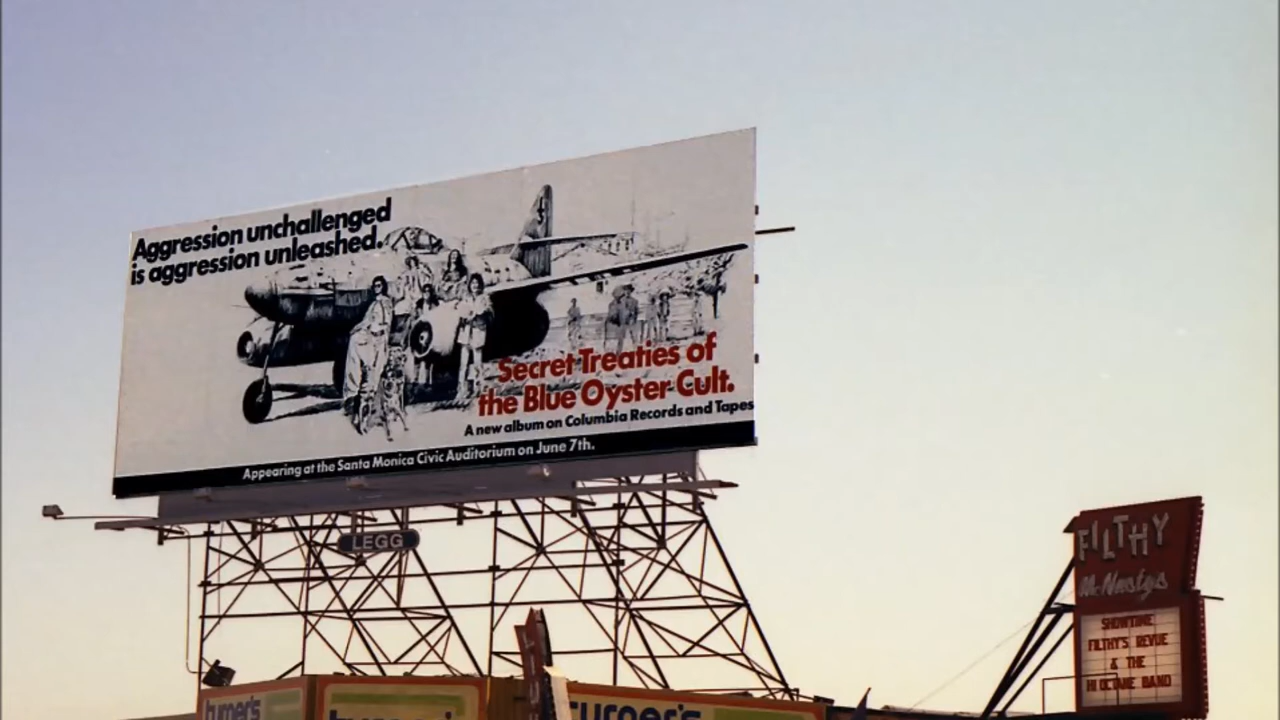 Aggression unchallenged
is aggression unleashed.
Secret Treaties of
the Blue Oyster Cult.
A new album on Columbia Records and Tapes
Appearing at the Santa Monica Civic Auditorium on June 7th.
LEGG
FILTHY
McNasty's
SHOWTIME
FILTHY'S REVUE
& THE
HI OCTANE BAND
turner's
turner's